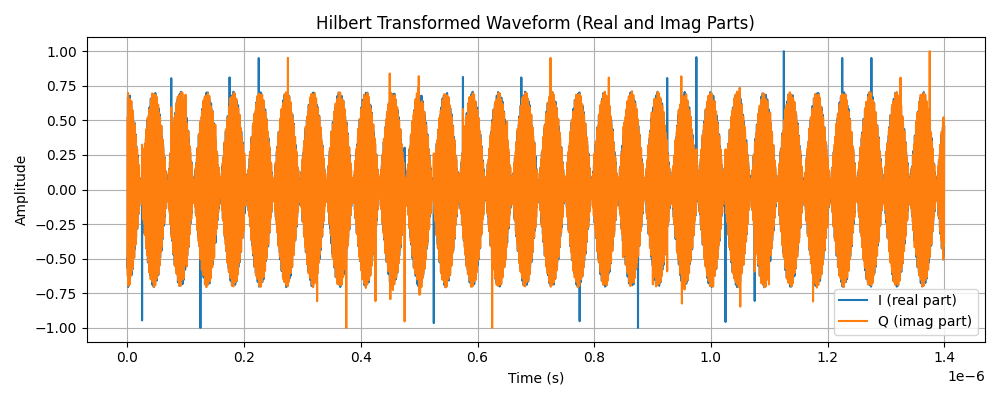 Hilbert Transformed Waveform (Real and Imag Parts)
Amplitude
1.00
0.75
0.50
0.25
0.00
−0.25
−0.50
−0.75
−1.00
I (real part)
Q (imag part)
0.0 0.2 0.4 0.6 0.8 1.0 1.2 1.4
1e−6
Time (s)